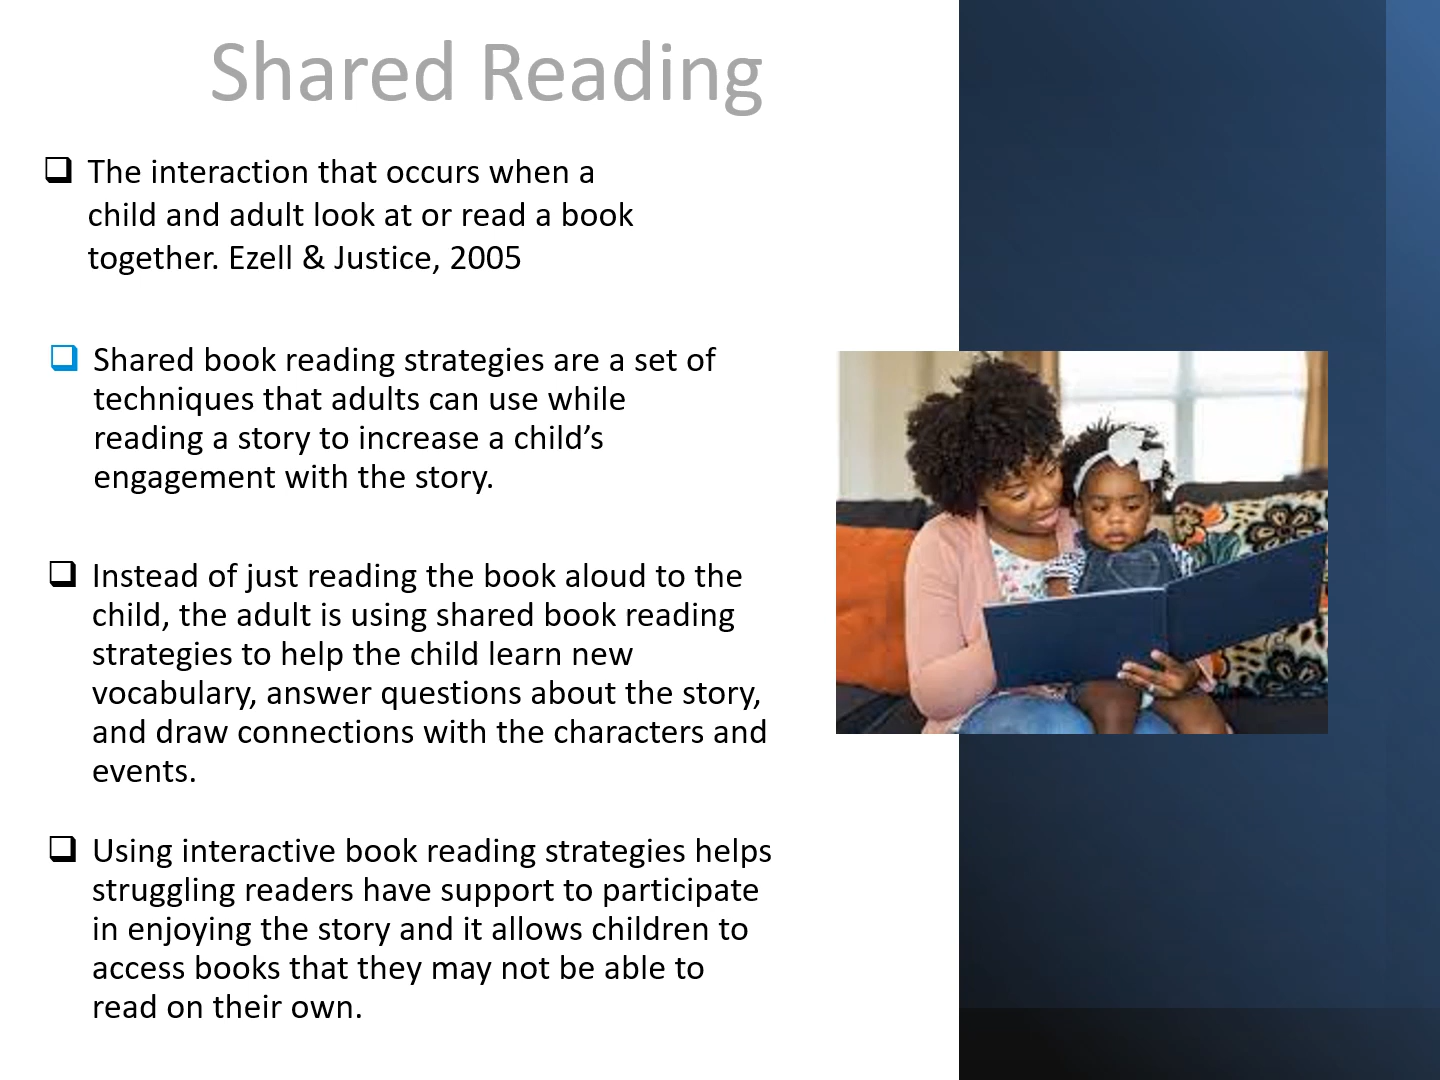 Shared Reading
❑ The interaction that occurs when a
child and adult look at or read a book
together. Ezell & Justice, 2005
❑ Shared book reading strategies are a set of
techniques that adults can use while
reading a story to increase a child’s
engagement with the story.
❑ Instead of just reading the book aloud to the
child, the adult is using shared book reading
strategies to help the child learn new
vocabulary, answer questions about the story,
and draw connections with the characters and
events.
❑ Using interactive book reading strategies helps
struggling readers have support to participate
in enjoying the story and it allows children to
access books that they may not be able to
read on their own.